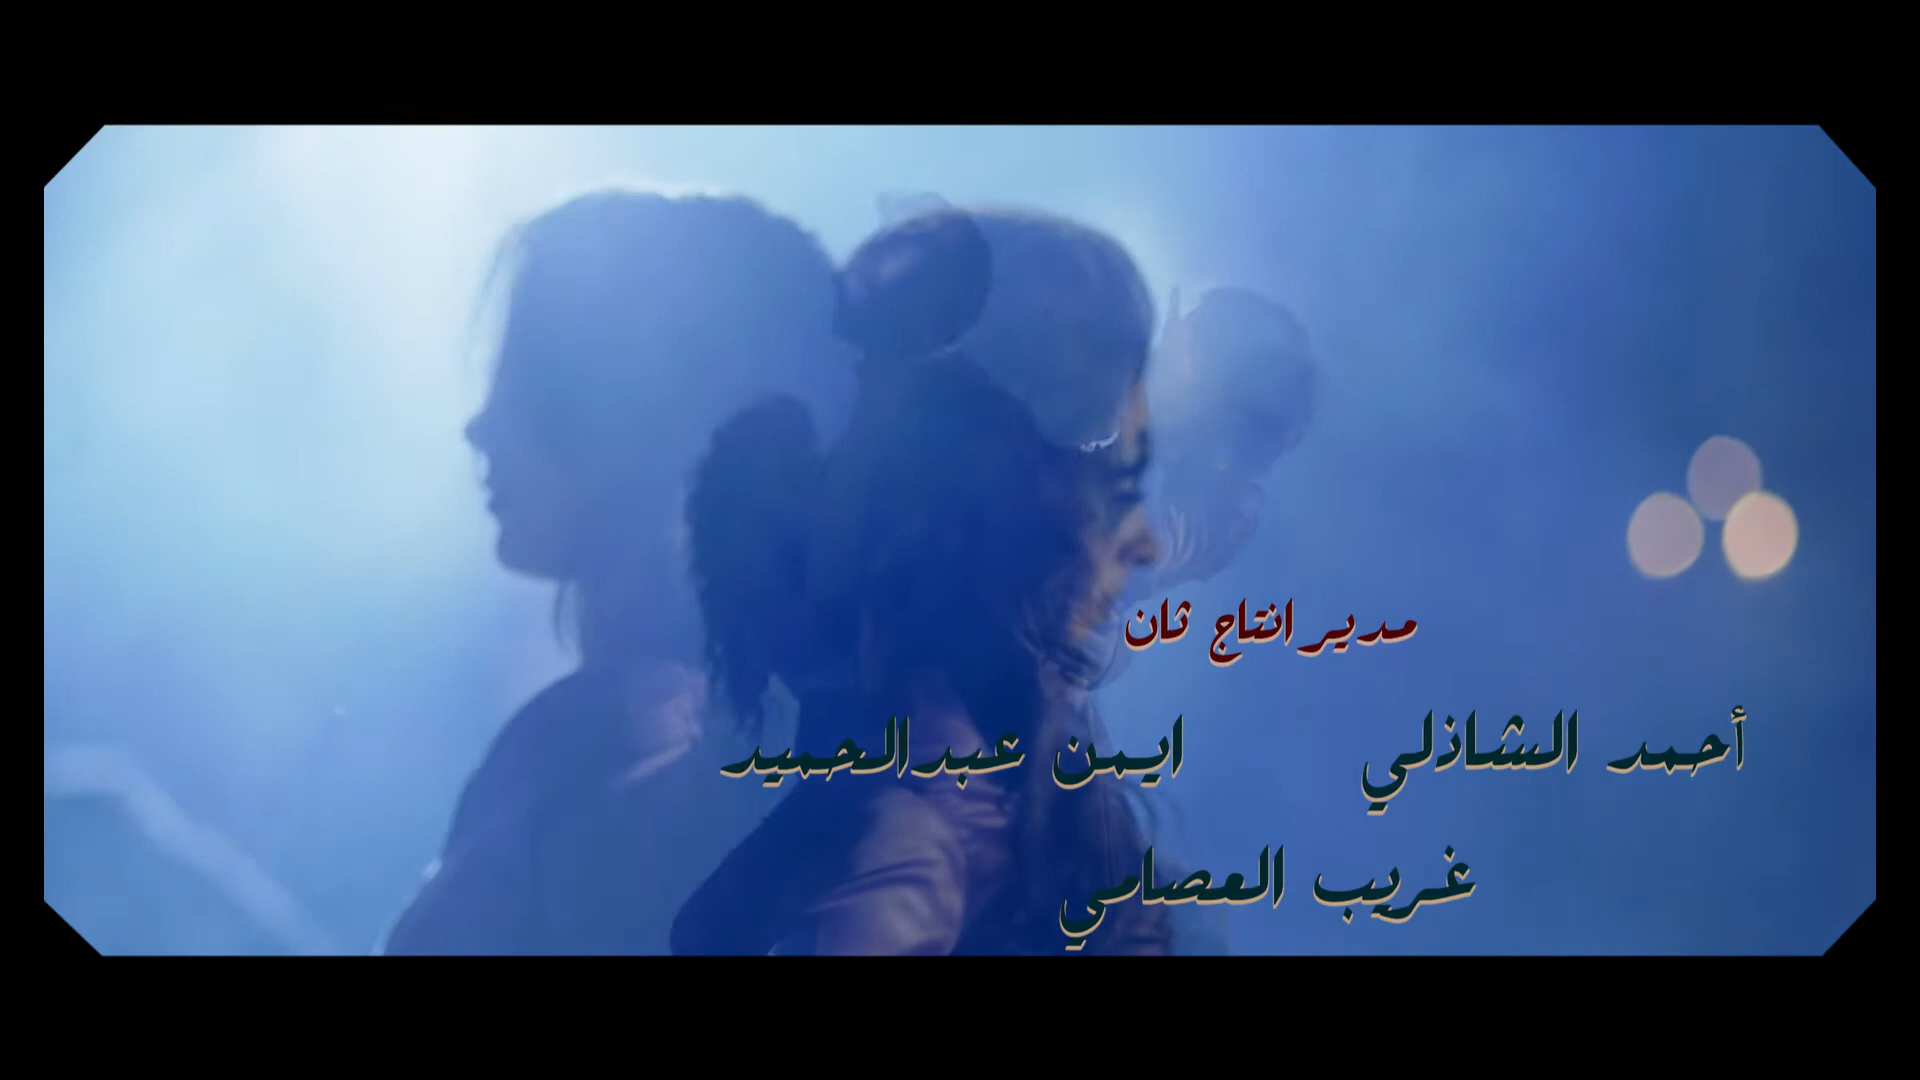 مدير انتاج ثان
أحمد الشاذلي ايمن عبدالحميد
غريب العصامي